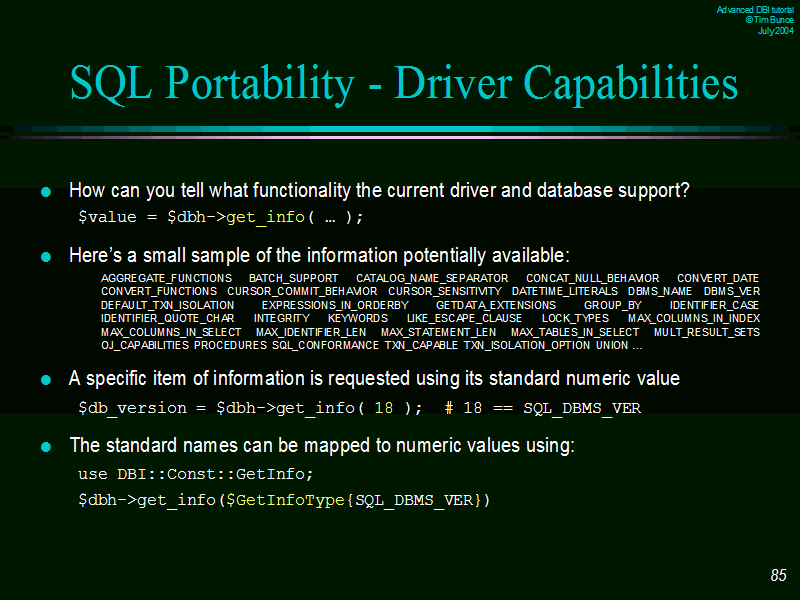 Advanced DBI tutorial
© Tim Bunce
July 2004
SQL Portability - Driver Capabilities
How can you tell what functionality the current driver and database support?
$value = $dbh->get_info( … );
Here’s a small sample of the information potentially available:
AGGREGATE_FUNCTIONS BATCH_SUPPORT CATALOG_NAME_SEPARATOR CONCAT_NULL_BEHAVIOR CONVERT_DATE
CONVERT_FUNCTIONS CURSOR_COMMIT_BEHAVIOR CURSOR_SENSITIVITY DATETIME_LITERALS DBMS_NAME DBMS_VER
DEFAULT_TXN_ISOLATION EXPRESSIONS_IN_ORDERBY GETDATA_EXTENSIONS GROUP_BY IDENTIFIER_CASE
IDENTIFIER_QUOTE_CHAR INTEGRITY KEYWORDS LIKE_ESCAPE_CLAUSE LOCK_TYPES MAX_COLUMNS_IN_INDEX
MAX_COLUMNS_IN_SELECT MAX_IDENTIFIER_LEN MAX_STATEMENT_LEN MAX_TABLES_IN_SELECT MULT_RESULT_SETS
OJ_CAPABILITIES PROCEDURES SQL_CONFORMANCE TXN_CAPABLE TXN_ISOLATION_OPTION UNION …
A specific item of information is requested using its standard numeric value
$db_version = $dbh->get_info( 18 ); # 18 == SQL_DBMS_VER
The standard names can be mapped to numeric values using:
use DBI::Const::GetInfo;
$dbh->get_info($GetInfoType{SQL_DBMS_VER})
85